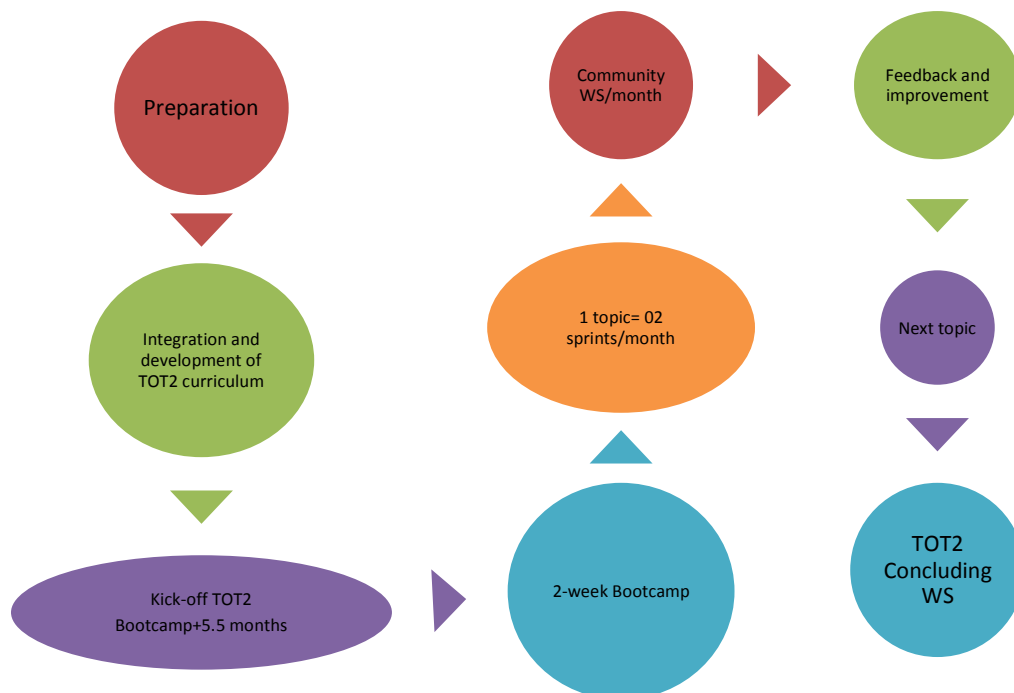 Preparation
Integration and
development of
TOT2 curriculum
Kick-off TOT2
Bootcamp+5.5 months
2-week Bootcamp
1 topic= 02
sprints/month
Community
WS/month
Feedback and
improvement
Next topic
TOT2
Concluding
WS